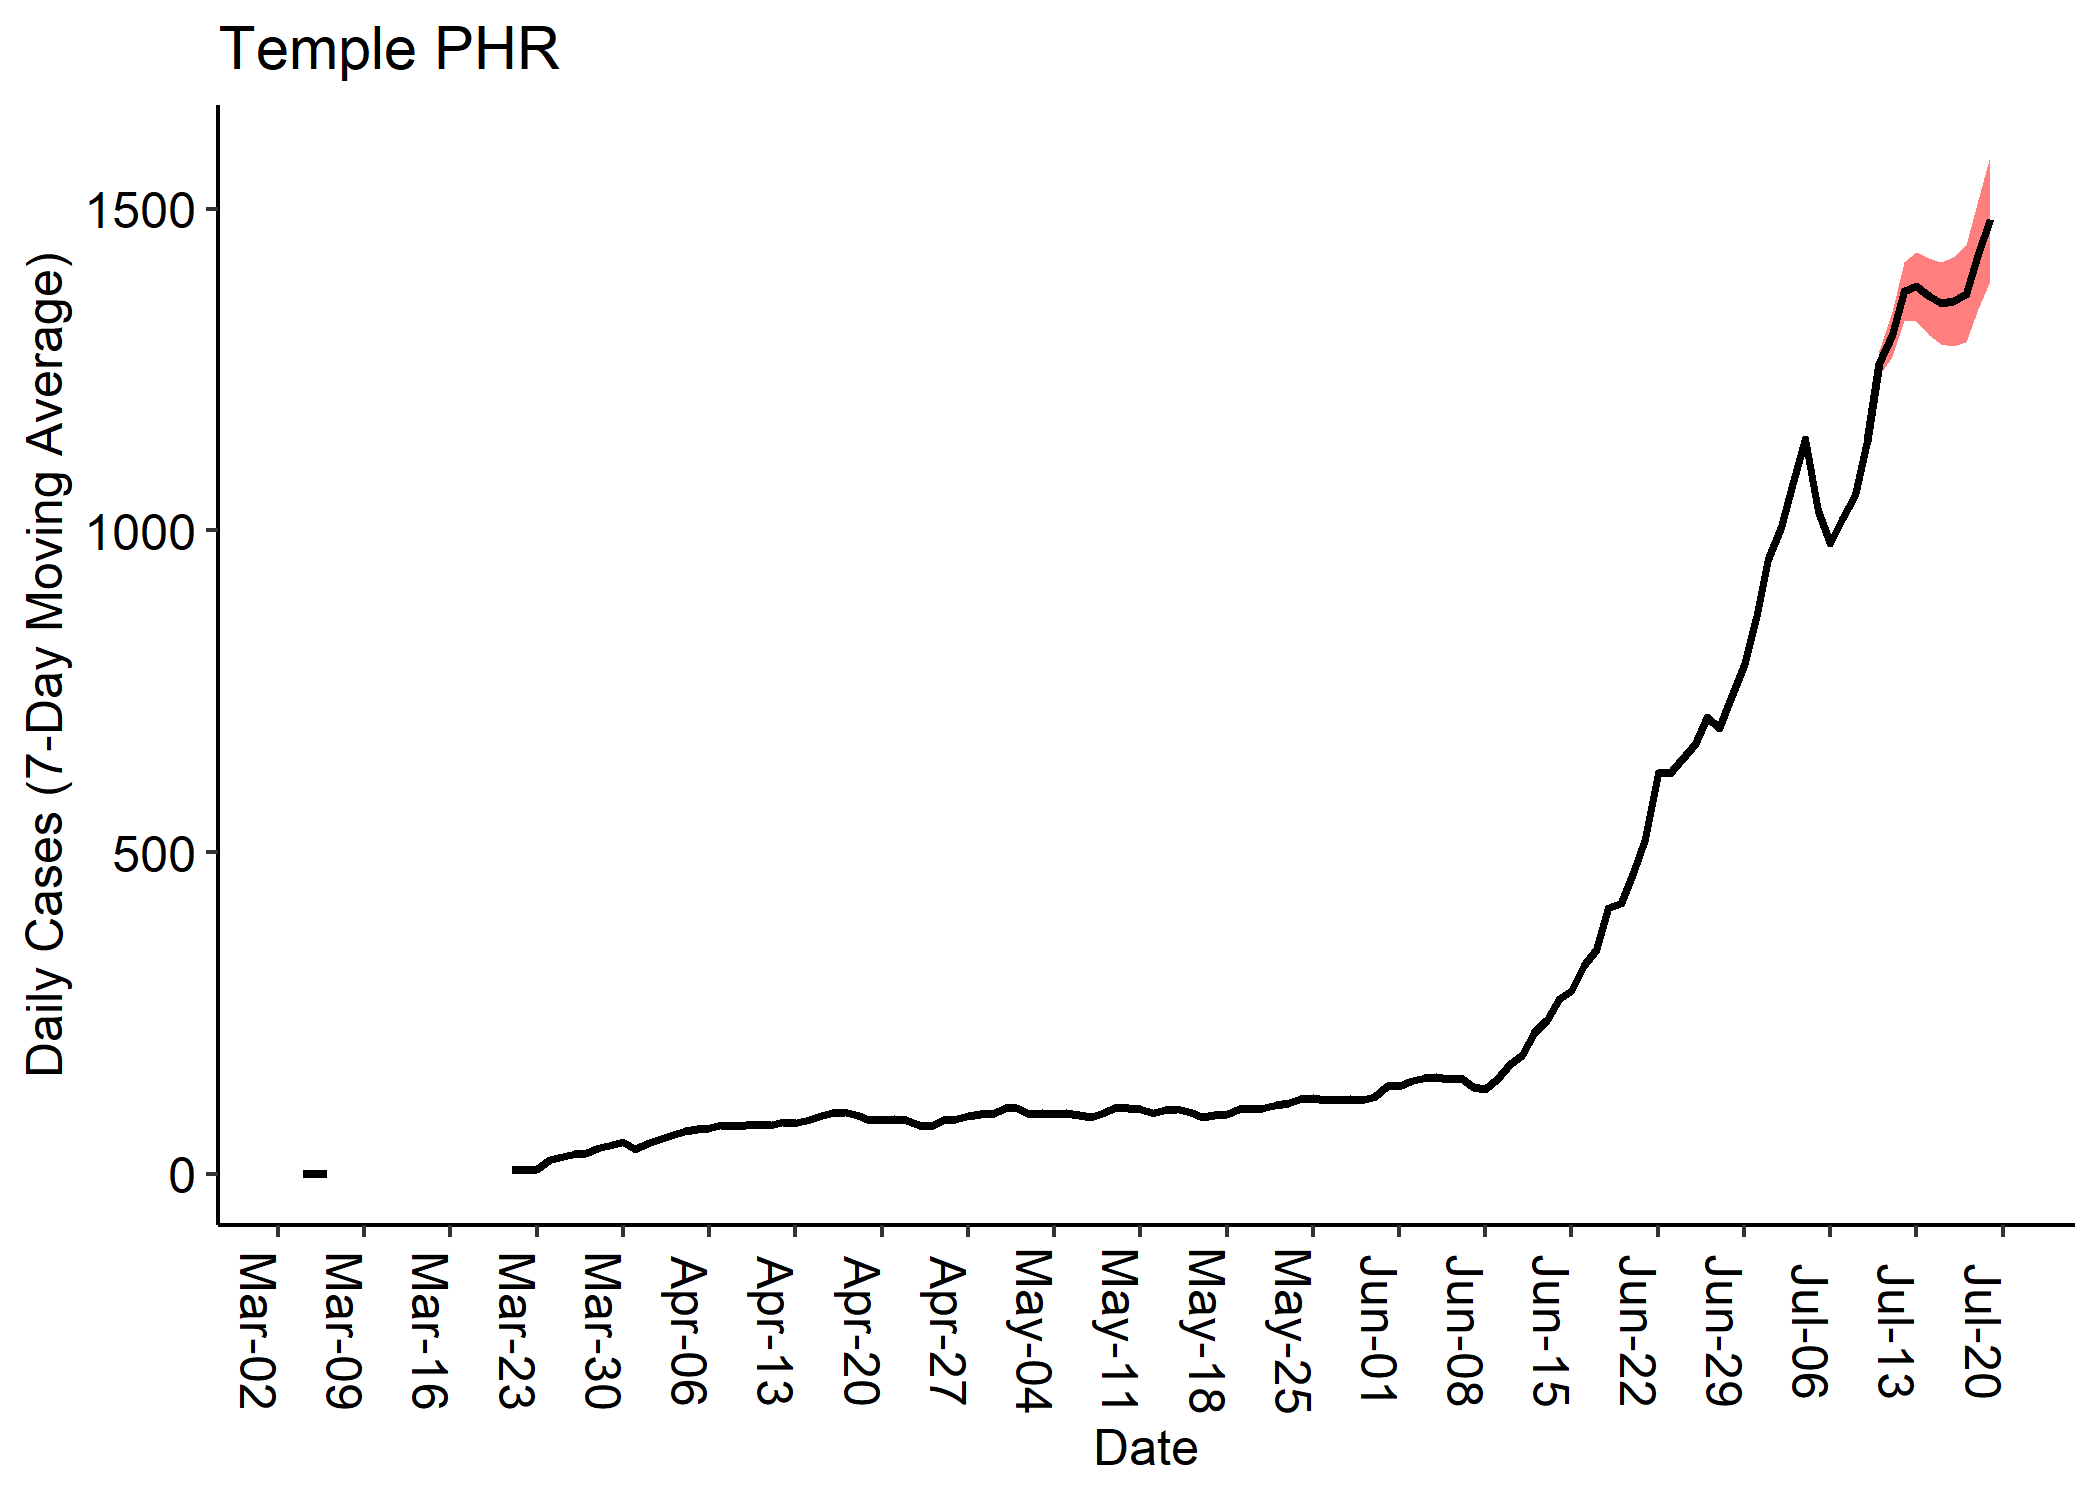 Temple PHR
Daily Cases (7-Day Moving Average)
1500
1000
500
0
Mar-02
Mar-09
Mar-16
Mar-23
Mar-30
Apr-06
Apr-13
Apr-20
Apr-27
May-04
May-11
May-18
May-25
Jun-01
Jun-08
Jun-15
Jun-22
Jun-29
Jul-06
Jul-13
Jul-20
Date